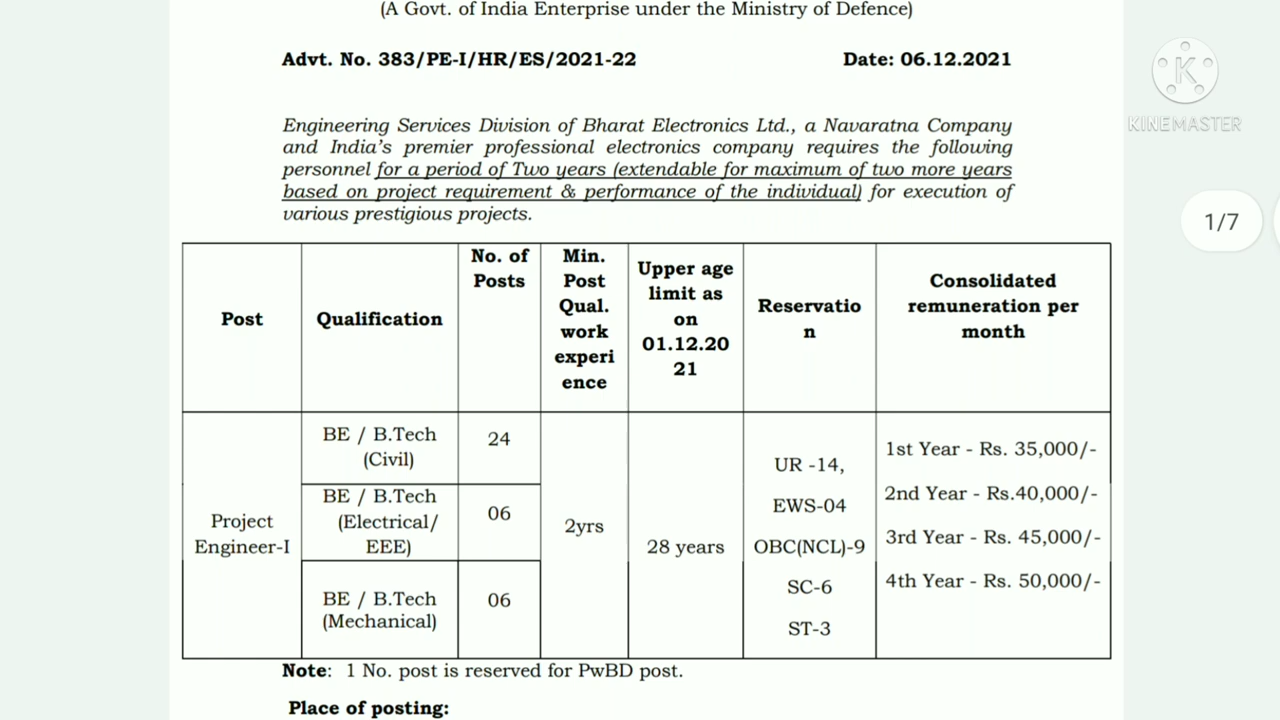 (A Govt. of India Enterprise under the Ministry of Defence)
Advt. No. 383/PE-I/HR/ES/2021-22 Date: 06.12.2021
K
KINEMASTER
Engineering Services Division of Bharat Electronics Ltd., a Navaratna Company
and India's premier professional electronics company requires the following
personnel for a period of Two years (extendable for maximum of two more years
based on project requirement & performance of the individual) for execution of
various prestigious projects.
1/7
Post
Qualification
No. of
Posts
Min.
Post
Qual.
work
experi
ence
Upper age
limit as
on
01.12.20
21
Reservatio
n
Consolidated
remuneration per
month
Project
Engineer-I
BE / B.Tech
(Civil)
24
BE / B.Tech
(Electrical/
EEE)
06
BE / B.Tech
(Mechanical)
06
2yrs
28 years
UR -14,
EWS-04
OBC(NCL)-9
SC-6
ST-3
1st Year - Rs. 35,000/-
2nd Year - Rs.40,000/-
3rd Year - Rs. 45,000/-
4th Year - Rs. 50,000/-
Note: 1 No. post is reserved for PwBD post.
Place of posting: